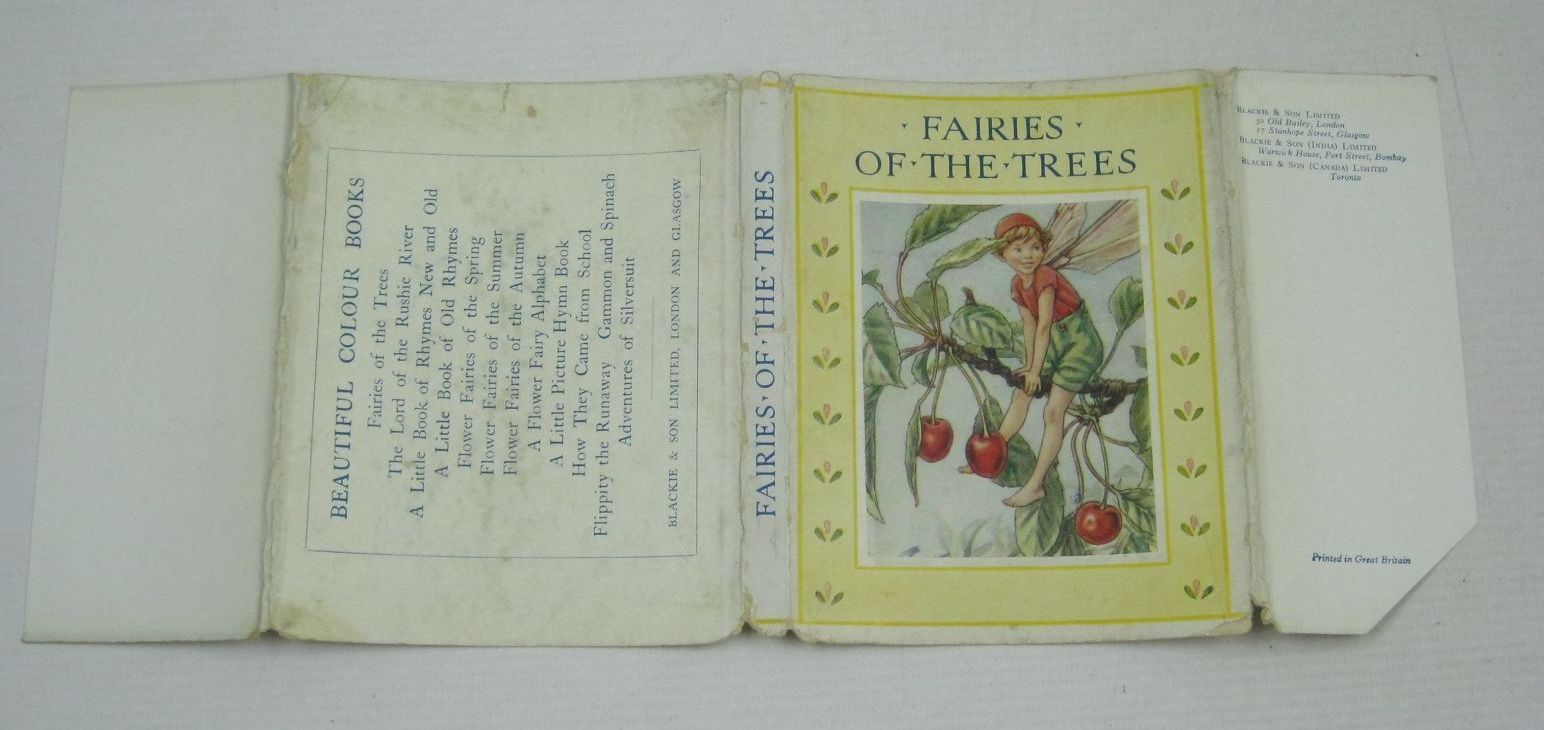 BEAUTIFUL COLOUR BOOKS
Fairies of the Trees
The Lord of the Rushie River
A Little Book of Rhymes New and Old
A Little Book of Old Rhymes
Flower Fairies of the Spring
Flower Fairies of the Summer
Flower Fairies of the Autumn
A Flower Fairy Alphabet
A Little Picture Hymn Book
How They Came from School
Flippity the Runaway Gammon and Spinach
Adventures of Silversuit
BLACKIE & SON LIMITED, LONDON AND GLASGOW
FAIRIES·OF·THE·TREES
FAIRIES
OF·THE·TREES
BLACKIE & SON LIMITED
50 Old Bailey, London
17 Stanhope Street, Glasgow
BLACKIE & SON (INDIA) LIMITED
Warwick House, Fort Street, Bombay
BLACKIE & SON (CANADA) LIMITED
Toronto
Printed in Great Britain